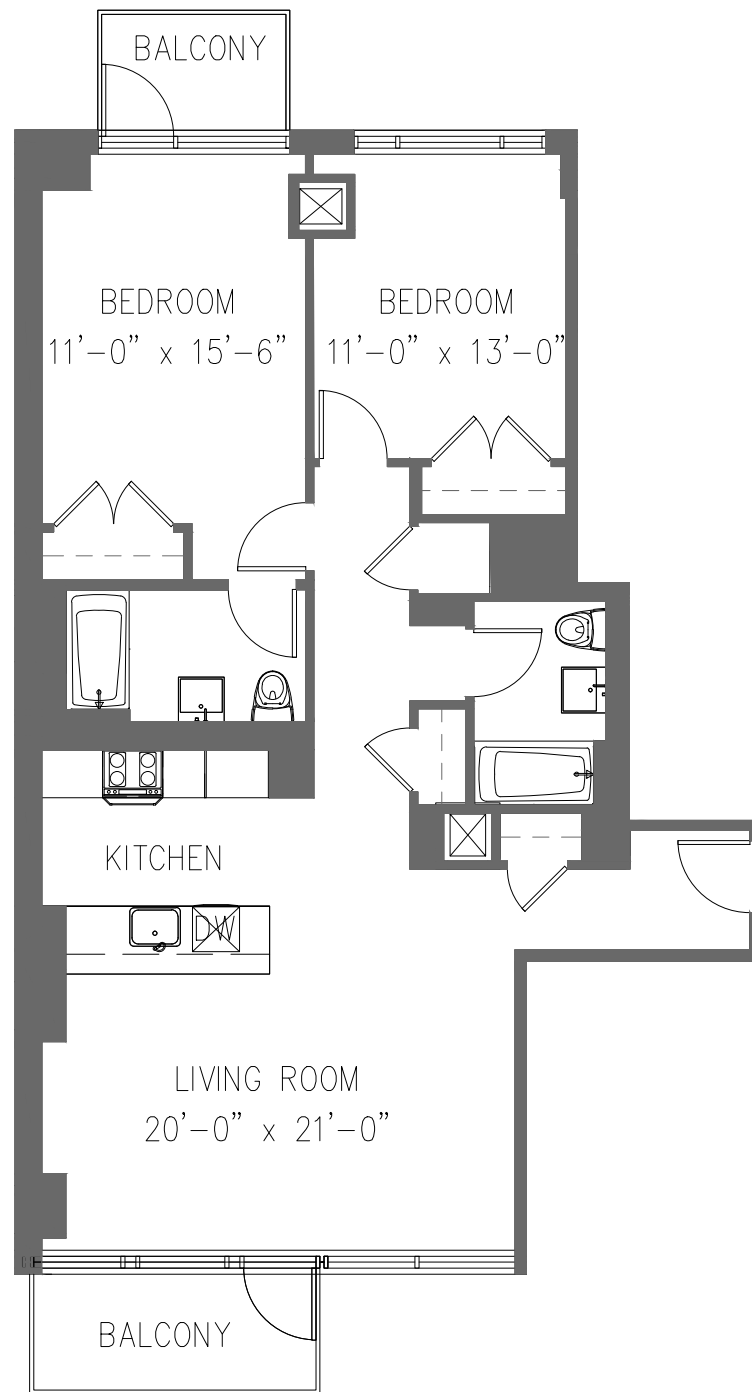 BALCONY
BEDROOM
11'-0" x 15'-6"
BEDROOM
11'-0" x 13'-0"
KITCHEN
DW
LIVING ROOM
20'-0" x 21'-0"
BALCONY